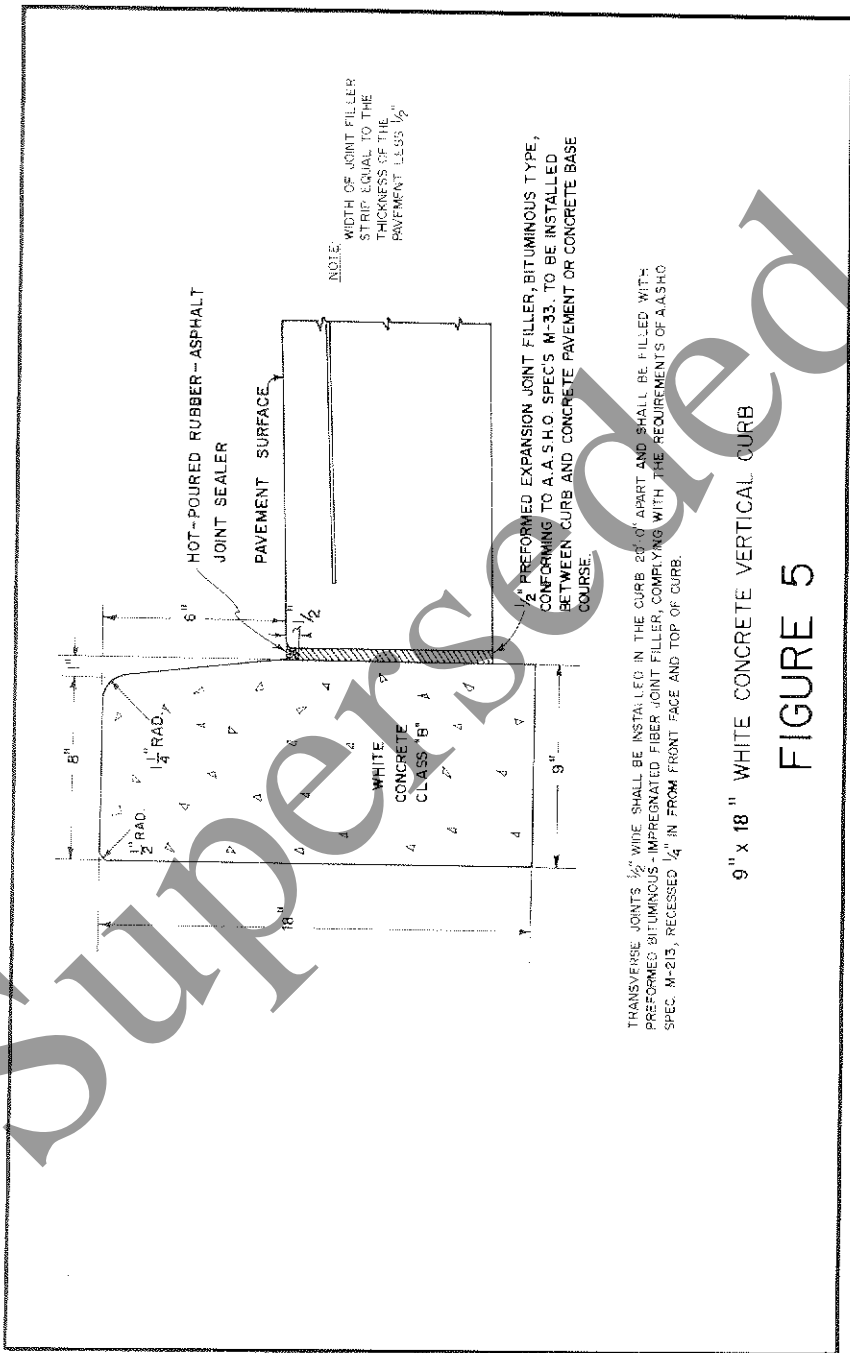 8"
1"
1/2" RAD.
1 1/4" RAD.
6"
18"
1/2"
HOT-POURED RUBBER-ASPHALT
JOINT SEALER
PAVEMENT SURFACE
WHITE
CONCRETE
CLASS "B"
9"
NOTE:
WIDTH OF JOINT FILLER
STRIP EQUAL TO THE
THICKNESS OF THE
PAVEMENT LESS 1/2"
1/2" PREFORMED EXPANSION JOINT FILLER, BITUMINOUS TYPE,
CONFORMING TO A.A.S.H.O. SPEC'S M-33. TO BE INSTALLED
BETWEEN CURB AND CONCRETE PAVEMENT OR CONCRETE BASE
COURSE.
TRANSVERSE JOINTS 1/2" WIDE SHALL BE INSTALLED IN THE CURB 20'-0" APART AND SHALL BE FILLED WITH
PREFORMED BITUMINOUS-IMPREGNATED FIBER JOINT FILLER, COMPLYING WITH THE REQUIREMENTS OF A.A.S.H.O
SPEC. M-213, RECESSED 1/4" IN FROM FRONT FACE AND TOP OF CURB.
9" x 18" WHITE CONCRETE VERTICAL CURB
FIGURE 5
Superseded